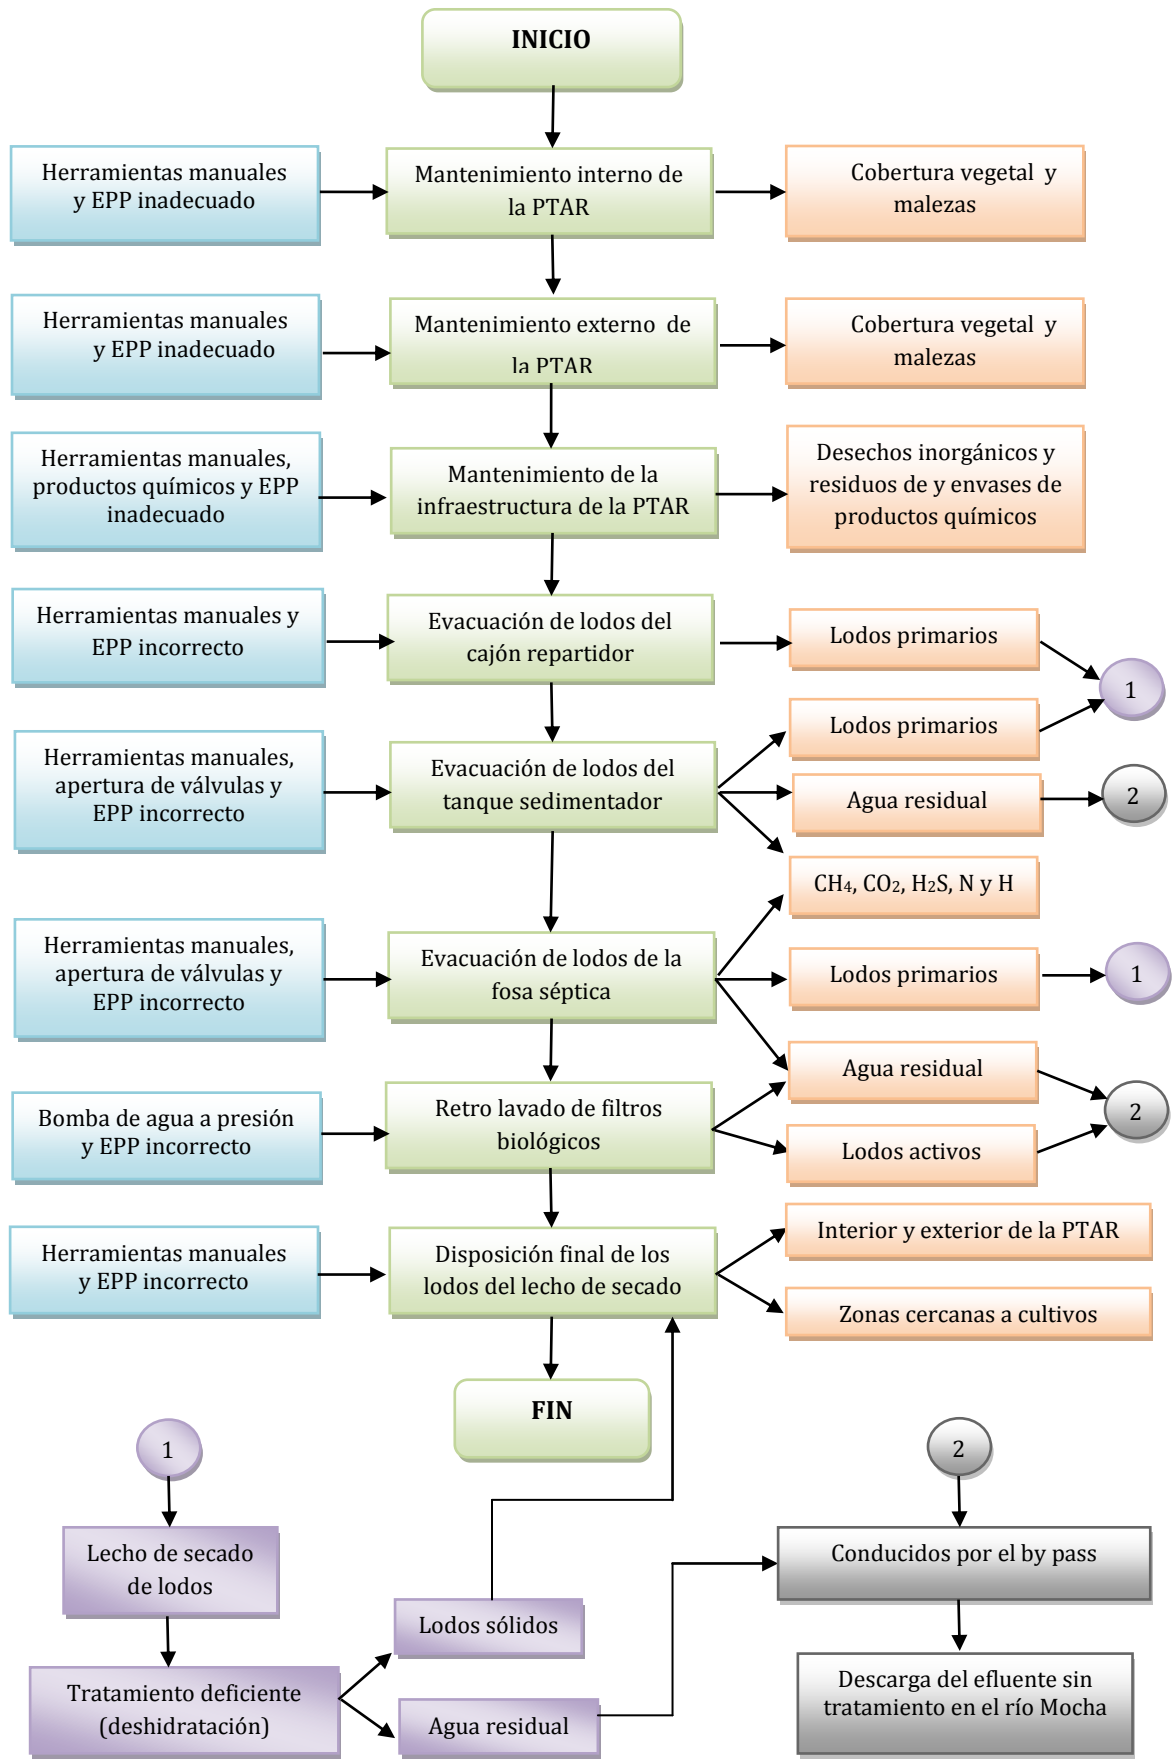 INICIO
Herramientas manuales
y EPP inadecuado
Mantenimiento interno de
la PTAR
Cobertura vegetal y
malezas
Herramientas manuales
y EPP inadecuado
Mantenimiento externo de
la PTAR
Cobertura vegetal y
malezas
Herramientas manuales,
productos químicos y EPP
inadecuado
Mantenimiento de la
infraestructura de la PTAR
Desechos inorgánicos y
residuos de y envases de
productos químicos
Herramientas manuales y
EPP incorrecto
Evacuación de lodos del
cajón repartidor
Lodos primarios
1
Herramientas manuales,
apertura de válvulas y
EPP incorrecto
Evacuación de lodos del
tanque sedimentador
Lodos primarios
Agua residual
2
CH₄, CO₂, H₂S, N y H
Herramientas manuales,
apertura de válvulas y
EPP incorrecto
Evacuación de lodos de la
fosa séptica
Lodos primarios
1
Agua residual
Bomba de agua a presión
y EPP incorrecto
Retro lavado de filtros
biológicos
2
Lodos activos
Herramientas manuales
y EPP incorrecto
Disposición final de los
lodos del lecho de secado
Interior y exterior de la PTAR
Zonas cercanas a cultivos
FIN
1
Lecho de secado
de lodos
Tratamiento deficiente
(deshidratación)
Lodos sólidos
Agua residual
2
Conducidos por el by pass
Descarga del efluente sin
tratamiento en el río Mocha